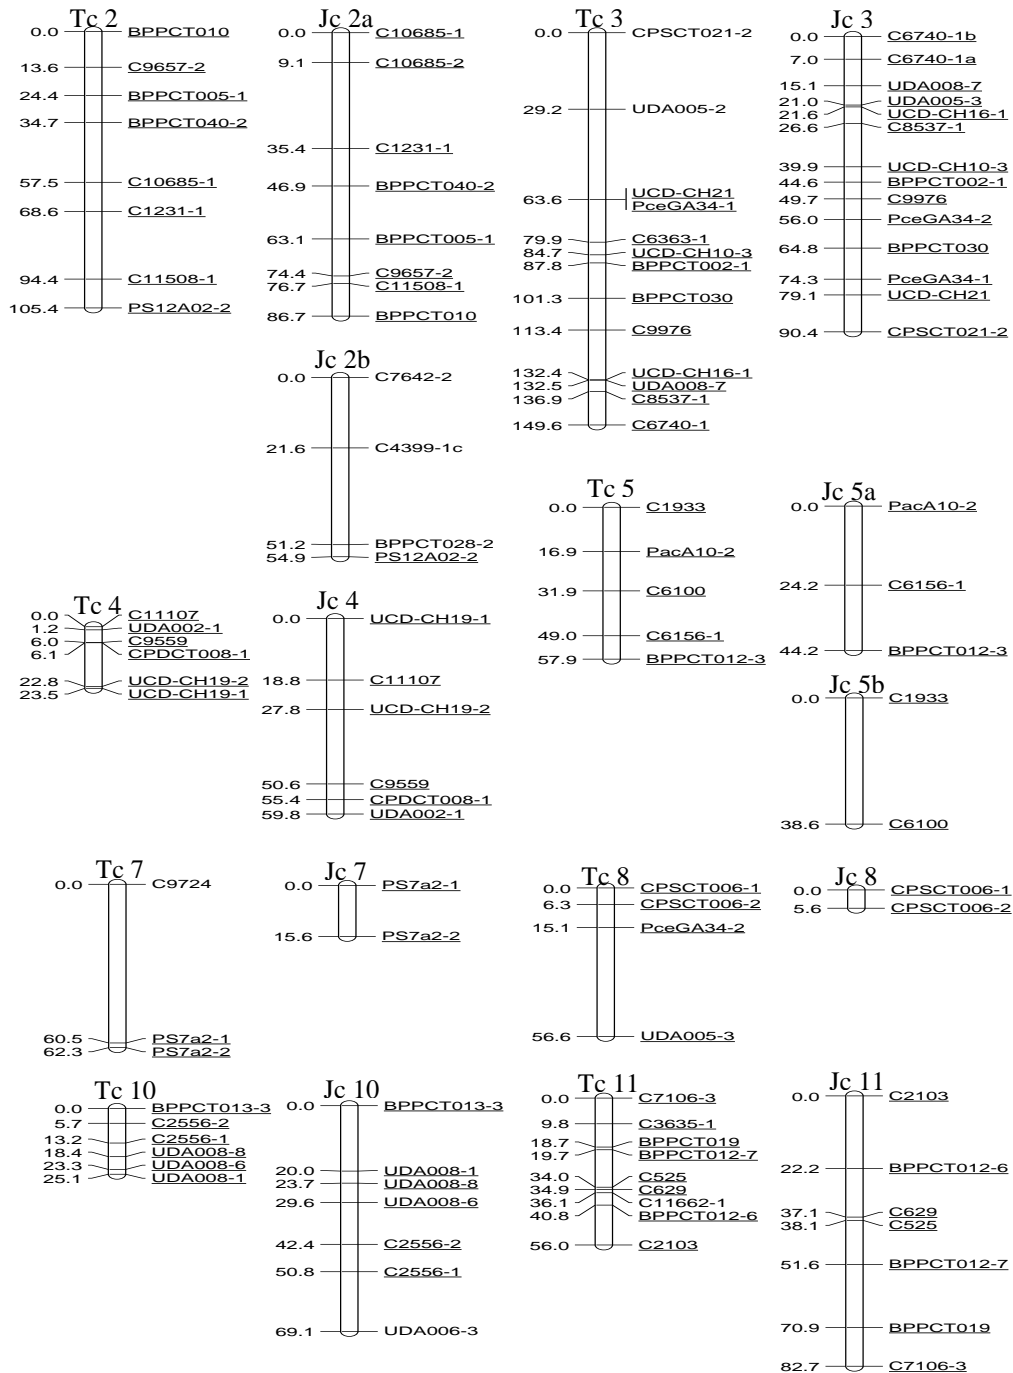 Tc 2
0.0 BPPCT010
13.6 C9657-2
24.4 BPPCT005-1
34.7 BPPCT040-2
57.5 C10685-1
68.6 C1231-1
94.4 C11508-1
105.4 PS12A02-2
Jc 2a
0.0 C10685-1
9.1 C10685-2
35.4 C1231-1
46.9 BPPCT040-2
63.1 BPPCT005-1
74.4 C9657-2
76.7 C11508-1
86.7 BPPCT010
Jc 2b
0.0 C7642-2
21.6 C4399-1c
51.2 BPPCT028-2
54.9 PS12A02-2
Tc 3
0.0 CPSCT021-2
29.2 UDA005-2
63.6 UCD-CH21
PceGA34-1
79.9 C6363-1
84.7 UCD-CH10-3
87.8 BPPCT002-1
101.3 BPPCT030
113.4 C9976
132.4 UCD-CH16-1
132.5 UDA008-7
136.9 C8537-1
149.6 C6740-1
Jc 3
0.0 C6740-1b
7.0 C6740-1a
15.1 UDA008-7
21.0 UDA005-3
21.6 UCD-CH16-1
26.6 C8537-1
39.9 UCD-CH10-3
44.6 BPPCT002-1
49.7 C9976
56.0 PceGA34-2
64.8 BPPCT030
74.3 PceGA34-1
79.1 UCD-CH21
90.4 CPSCT021-2
Tc 4
0.0 C11107
1.2 UDA002-1
6.0 C9559
6.1 CPDCT008-1
22.8 UCD-CH19-2
23.5 UCD-CH19-1
Jc 4
0.0 UCD-CH19-1
18.8 C11107
27.8 UCD-CH19-2
50.6 C9559
55.4 CPDCT008-1
59.8 UDA002-1
Tc 5
0.0 C1933
16.9 PacA10-2
31.9 C6100
49.0 C6156-1
57.9 BPPCT012-3
Jc 5a
0.0 PacA10-2
24.2 C6156-1
44.2 BPPCT012-3
Jc 5b
0.0 C1933
38.6 C6100
Tc 7
0.0 C9724
60.5 PS7a2-1
62.3 PS7a2-2
Jc 7
0.0 PS7a2-1
15.6 PS7a2-2
Tc 8
0.0 CPSCT006-1
6.3 CPSCT006-2
15.1 PceGA34-2
56.6 UDA005-3
Jc 8
0.0 CPSCT006-1
5.6 CPSCT006-2
Tc 10
0.0 BPPCT013-3
5.7 C2556-2
13.2 C2556-1
18.4 UDA008-8
23.3 UDA008-6
25.1 UDA008-1
Jc 10
0.0 BPPCT013-3
20.0 UDA008-1
23.7 UDA008-8
29.6 UDA008-6
42.4 C2556-2
50.8 C2556-1
69.1 UDA006-3
Tc 11
0.0 C7106-3
9.8 C3635-1
18.7 BPPCT019
19.7 BPPCT012-7
34.0 C525
34.9 C629
36.1 C11662-1
40.8 BPPCT012-6
56.0 C2103
Jc 11
0.0 C2103
22.2 BPPCT012-6
37.1 C629
38.1 C525
51.6 BPPCT012-7
70.9 BPPCT019
82.7 C7106-3